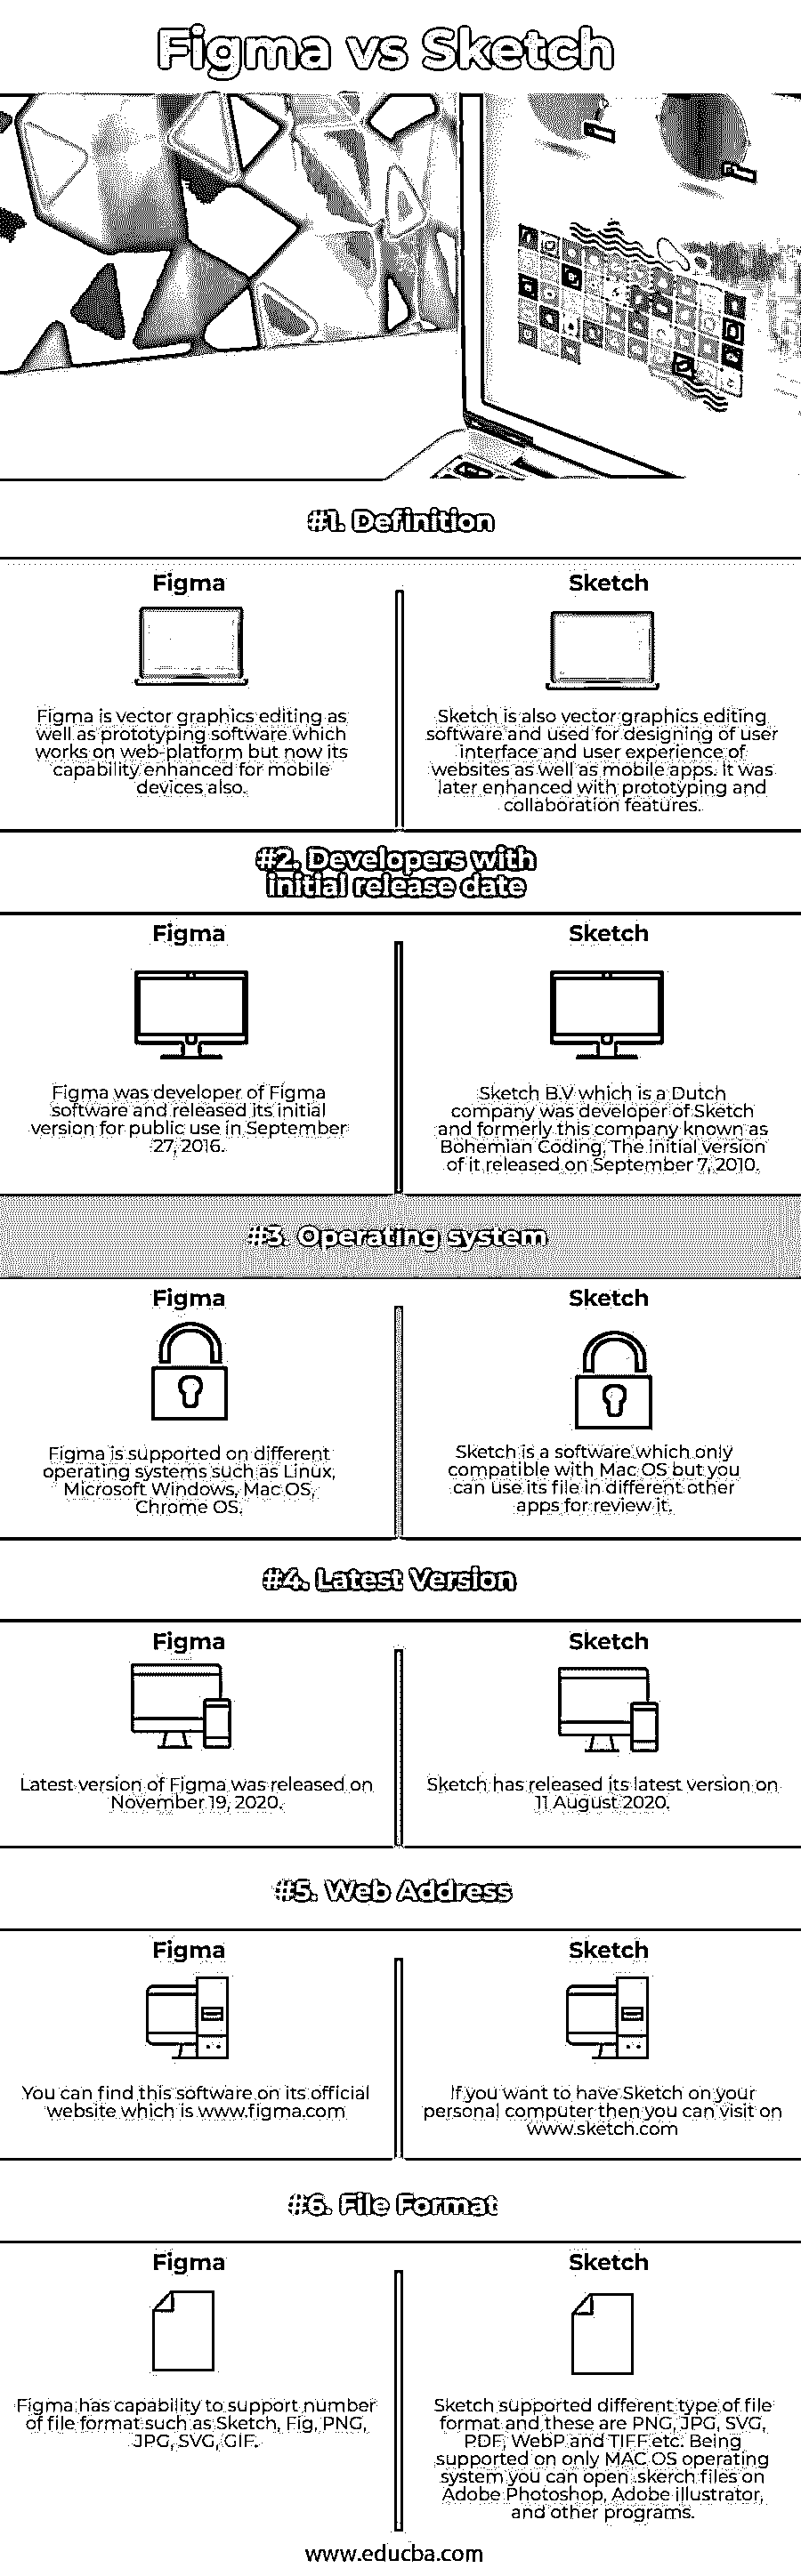 Figma vs Sketch
#1. Definition
Figma
Figma is vector graphics editing as
well as prototyping software which
works on web-platform but now its
capability enhanced for mobile
devices also.
Sketch
Sketch is also vector graphics editing
software and used for designing of user
interface and user experience of
websites as well as mobile apps. It was
later enhanced with prototyping and
collaboration features.
#2. Developers with
initial release date
Figma
Figma was developer of Figma
software and released its initial
version for public use in September
27, 2016.
Sketch
Sketch B.V which is a Dutch
company was developer of Sketch
and formerly this company known as
Bohemian Coding. The initial version
of it released on September 7, 2010.
#3. Operating system
Figma
Figma is supported on different
operating systems such as Linux,
Microsoft Windows, Mac OS,
Chrome OS.
Sketch
Sketch is a software which only
compatible with Mac OS but you
can use its file in different other
apps for review it.
#4. Latest Version
Figma
Latest version of Figma was released on
November 19, 2020.
Sketch
Sketch has released its latest version on
11 August 2020.
#5. Web Address
Figma
You can find this software on its official
website which is www.figma.com
Sketch
If you want to have Sketch on your
personal computer then you can visit on
www.sketch.com
#6. File Format
Figma
Figma has capability to support number
of file format such as Sketch, Fig, PNG,
JPG, SVG, GIF.
Sketch
Sketch supported different type of file
format and these are PNG, JPG, SVG,
PDF, WebP and TIFF etc. Being
supported on only MAC OS operating
system you can open .skerch files on
Adobe Photoshop, Adobe illustrator,
and other programs.
www.educba.com